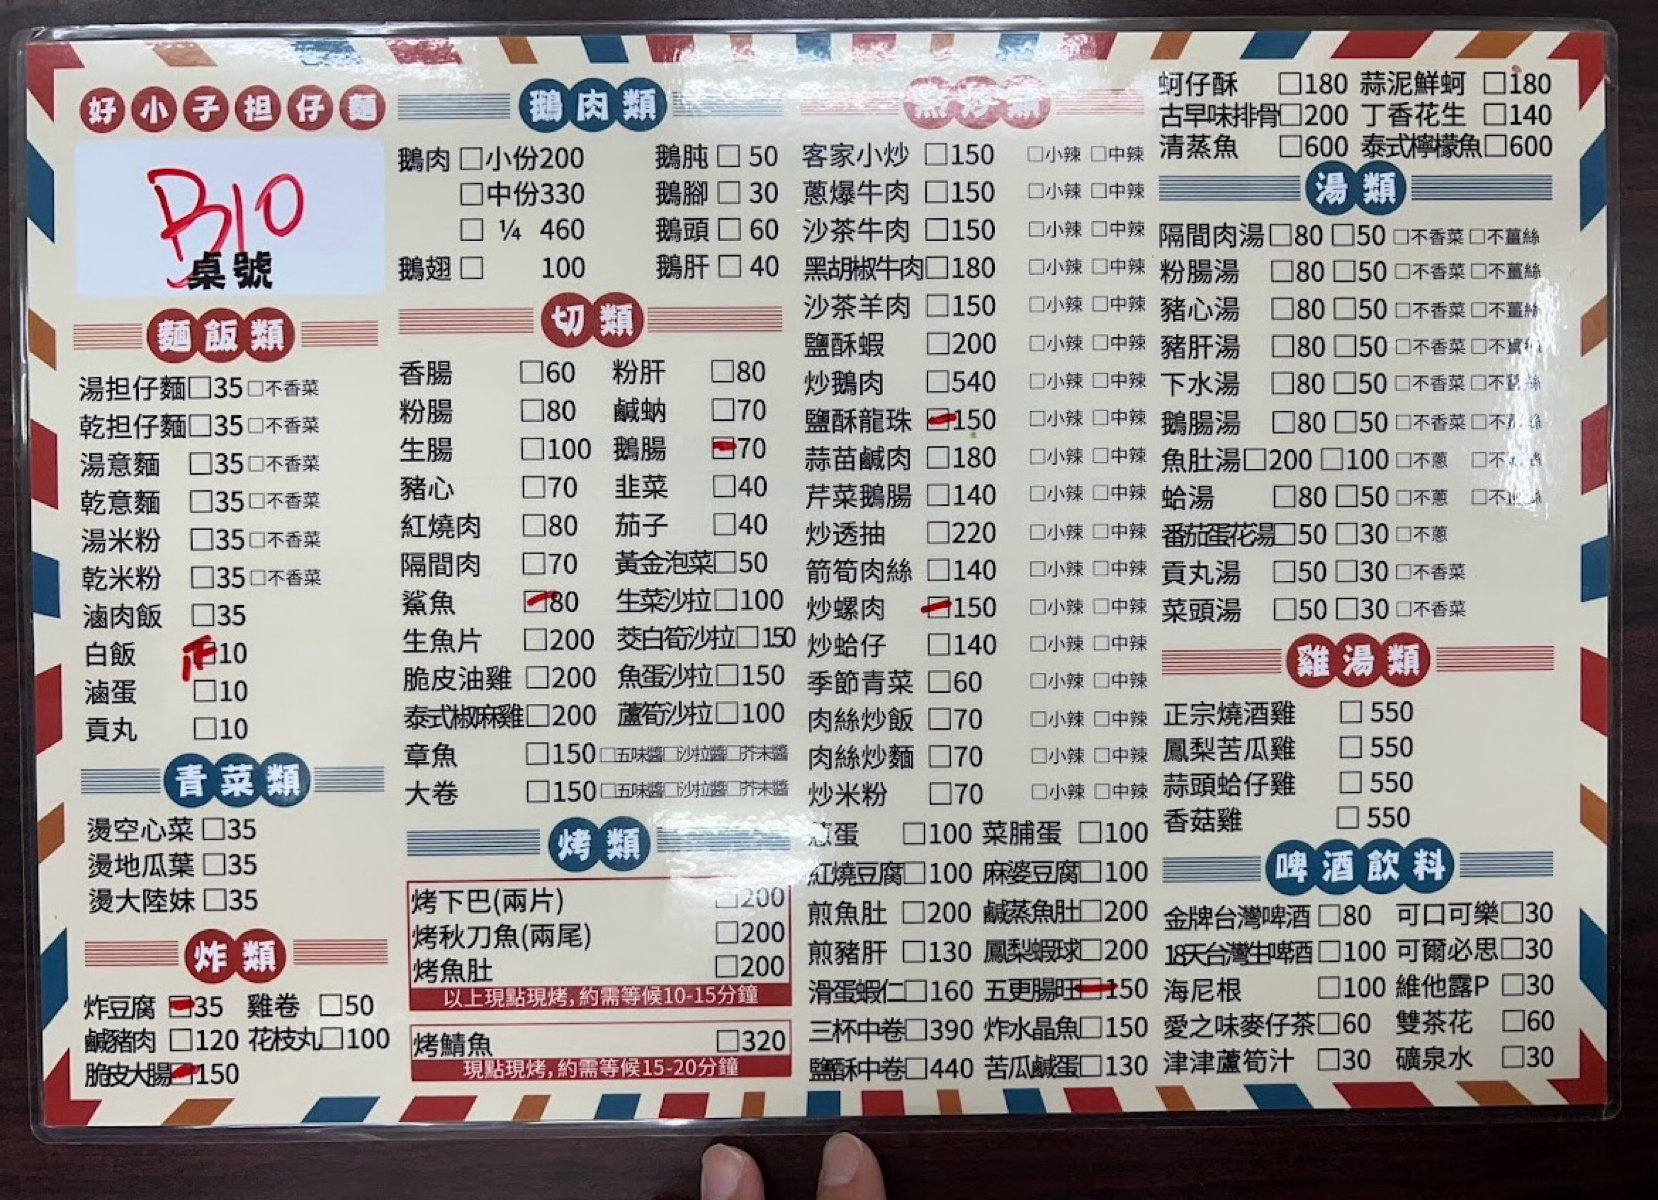 好小子担仔麵
B10
桌號
麵飯類
湯担仔麵□35□不香菜
乾担仔麵□35□不香菜
湯意麵 □35□不香菜
乾意麵 □35□不香菜
湯米粉 □35□不香菜
乾米粉 □35□不香菜
滷肉飯 □35
白飯 □10
滷蛋 □10
貢丸 □10
青菜類
燙空心菜□35
燙地瓜葉□35
燙大陸妹□35
炸類
炸豆腐 □35 雞卷 □50
鹹豬肉 □120 花枝丸□100
脆皮大腸□150
鵝肉類
鵝肉 □小份200 鵝肫 □ 50
□中份330 鵝腳 □ 30
□ ¼ 460 鵝頭 □ 60
鵝翅 □ 100 鵝肝 □ 40
切類
香腸 □60 粉肝 □80
粉腸 □80 鹹蚋 □70
生腸 □100 鵝腸 □70
豬心 □70 韭菜 □40
紅燒肉 □80 茄子 □40
隔間肉 □70 黃金泡菜□50
鯊魚 □80 生菜沙拉□100
生魚片 □200 茭白筍沙拉□150
脆皮油雞 □200 魚蛋沙拉□150
泰式椒麻雞□200 蘆筍沙拉□100
章魚 □150□五味醬□沙拉醬□芥末醬
大卷 □150□五味醬□沙拉醬□芥末醬
烤類
烤下巴(兩片) □200
烤秋刀魚(兩尾) □200
烤魚肚 □200
以上現點現烤,約需等候10-15分鐘
烤鯖魚 □320
現點現烤,約需等候15-20分鐘
熱炒類
客家小炒 □150 □小辣 □中辣
蔥爆牛肉 □150 □小辣 □中辣
沙茶牛肉 □150 □小辣 □中辣
黑胡椒牛肉□180 □小辣 □中辣
沙茶羊肉 □150 □小辣 □中辣
鹽酥蝦 □200 □小辣 □中辣
炒鵝肉 □540 □小辣 □中辣
鹽酥龍珠 □150 □小辣 □中辣
蒜苗鹹肉 □180 □小辣 □中辣
芹菜鵝腸 □140 □小辣 □中辣
炒透抽 □220 □小辣 □中辣
箭筍肉絲 □140 □小辣 □中辣
炒螺肉 □150 □小辣 □中辣
炒蛤仔 □140 □小辣 □中辣
季節青菜 □60 □小辣 □中辣
肉絲炒飯 □70 □小辣 □中辣
肉絲炒麵 □70 □小辣 □中辣
炒米粉 □70 □小辣 □中辣
蔥蛋 □100 菜脯蛋 □100
紅燒豆腐□100 麻婆豆腐□100
煎魚肚 □200 鹹蒸魚肚□200
煎豬肝 □130 鳳梨蝦球□200
滑蛋蝦仁□160 五更腸旺□150
三杯中卷□390 炸水晶魚□150
鹽酥中卷□440 苦瓜鹹蛋□130
蚵仔酥 □180 蒜泥鮮蚵 □180
古早味排骨□200 丁香花生 □140
清蒸魚 □600 泰式檸檬魚□600
湯類
隔間肉湯□80 □50 □不香菜 □不薑絲
粉腸湯 □80 □50 □不香菜 □不薑絲
豬心湯 □80 □50 □不香菜 □不薑絲
豬肝湯 □80 □50 □不香菜 □不
下水湯 □80 □50 □不香菜 □不 絲
鵝腸湯 □80 □50 □不香菜 □不 絲
魚肚湯□200 □100 □不蔥 □不 絲
蛤湯 □80 □50 □不蔥 □不 絲
番茄蛋花湯□50 □30 □不蔥
貢丸湯 □50 □30 □不香菜
菜頭湯 □50 □30 □不香菜
雞湯類
正宗燒酒雞 □ 550
鳳梨苦瓜雞 □ 550
蒜頭蛤仔雞 □ 550
香菇雞 □ 550
啤酒飲料
金牌台灣啤酒 □80 可口可樂□30
18天台灣生啤酒 □100 可爾必思□30
海尼根 □100 維他露P □30
愛之味麥仔茶□60 雙茶花 □60
津津蘆筍汁 □30 礦泉水 □30